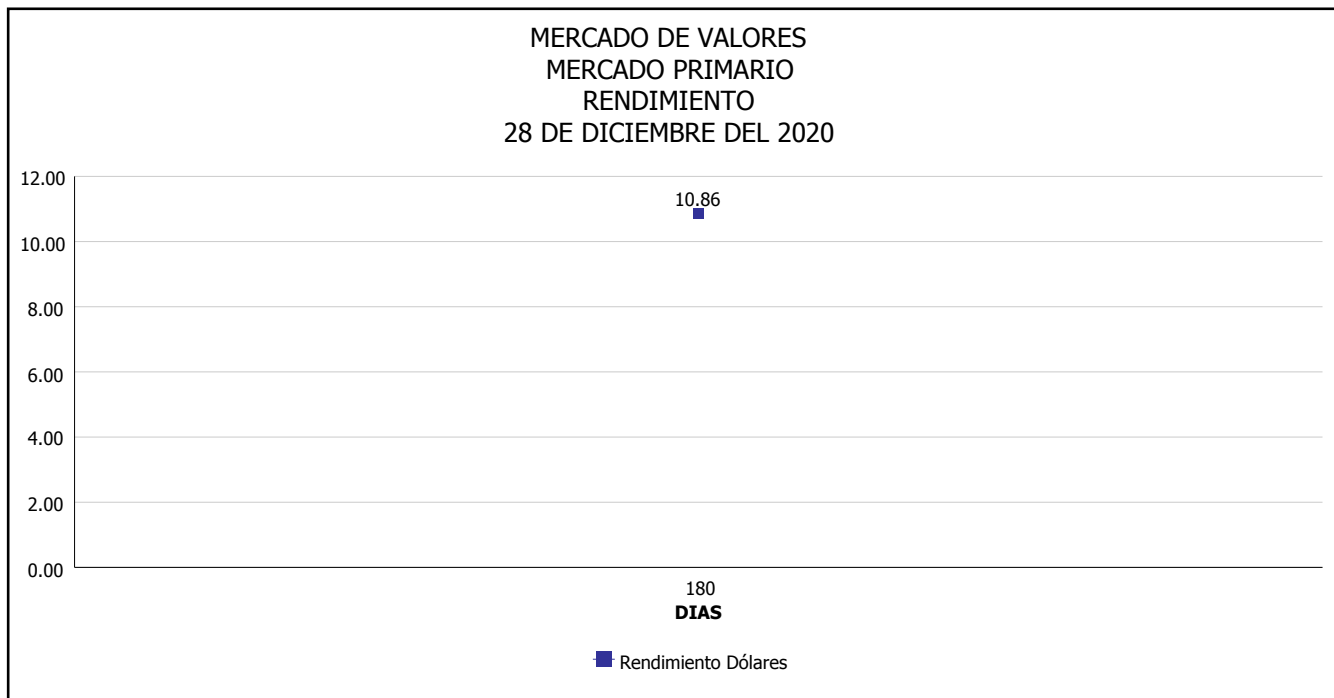 MERCADO DE VALORES
MERCADO PRIMARIO
RENDIMIENTO
28 DE DICIEMBRE DEL 2020
12.00
10.86
10.00
8.00
6.00
4.00
2.00
0.00
180
DIAS
Rendimiento Dólares